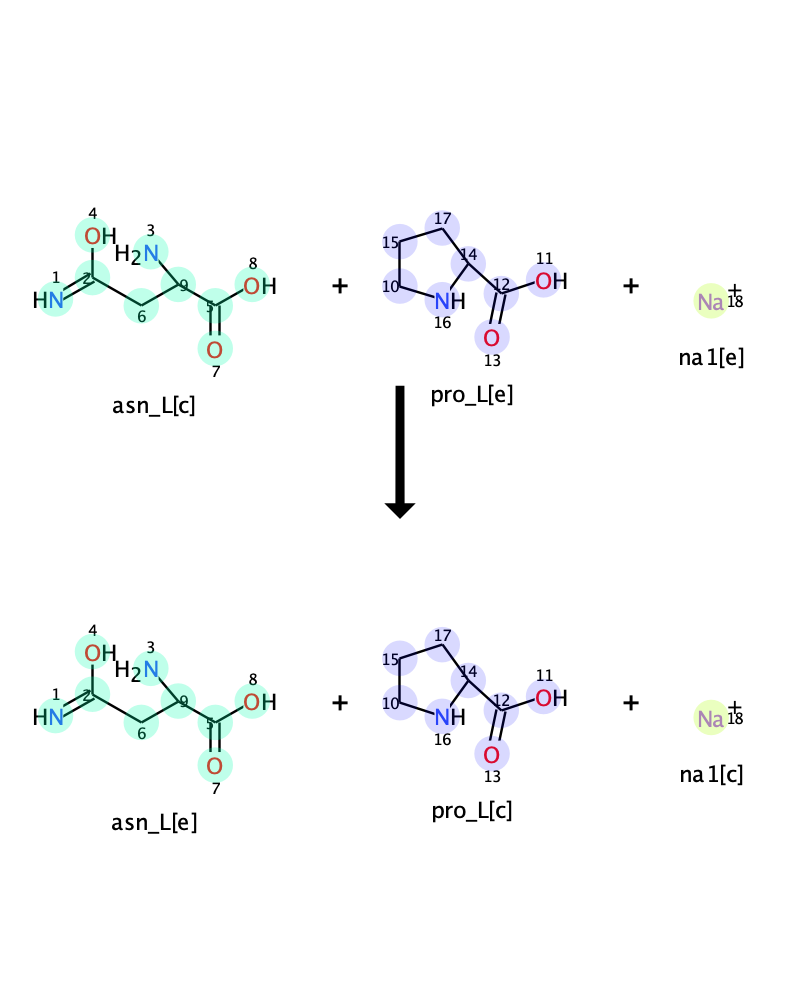 4
OH
3
H2N
1
HN
2
9
8
OH
6
5
O
7
asn_L[c]
+
17
15
14
10
NH
16
12
11
OH
O
13
pro_L[e]
+
Na +
18
na1[e]
4
OH
3
H2N
1
HN
2
9
8
OH
6
5
O
7
asn_L[e]
+
17
15
14
10
NH
16
12
11
OH
O
13
pro_L[c]
+
Na +
18
na1[c]